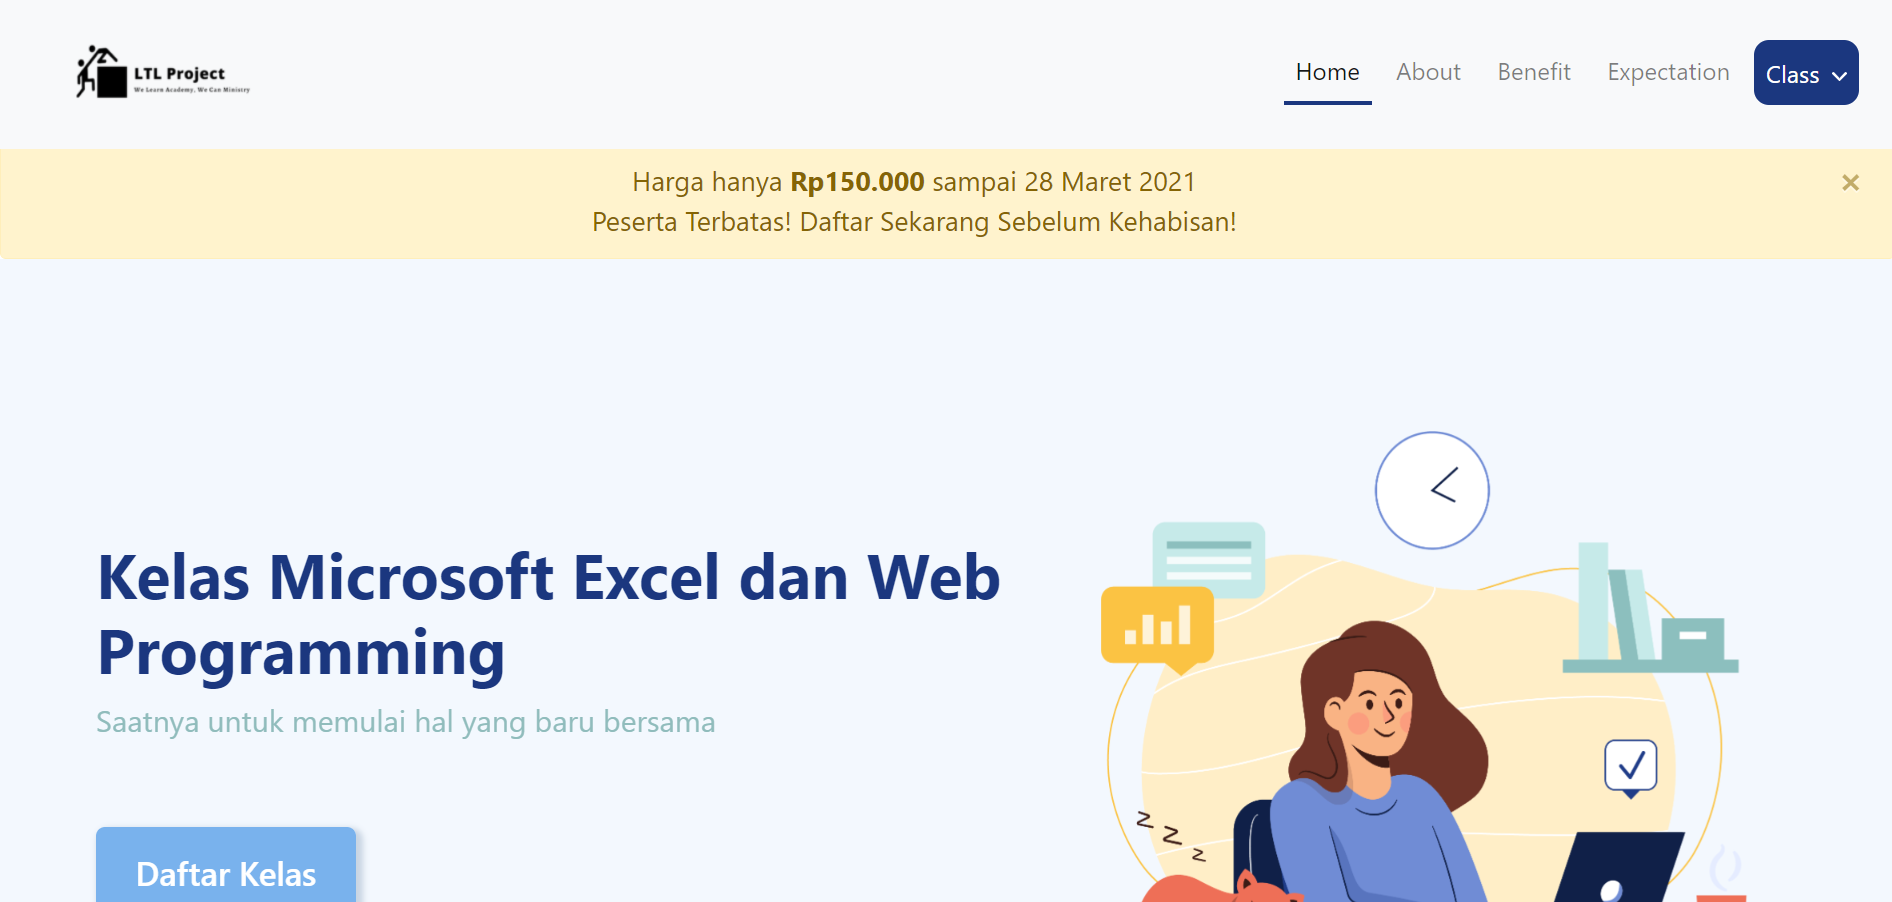 LTL Project
We Learn Academy, We Can Ministry
Home About Benefit Expectation Class
Harga hanya Rp150.000 sampai 28 Maret 2021
Peserta Terbatas! Daftar Sekarang Sebelum Kehabisan!
Kelas Microsoft Excel dan Web
Programming
Saatnya untuk memulai hal yang baru bersama
Daftar Kelas
z
z
z